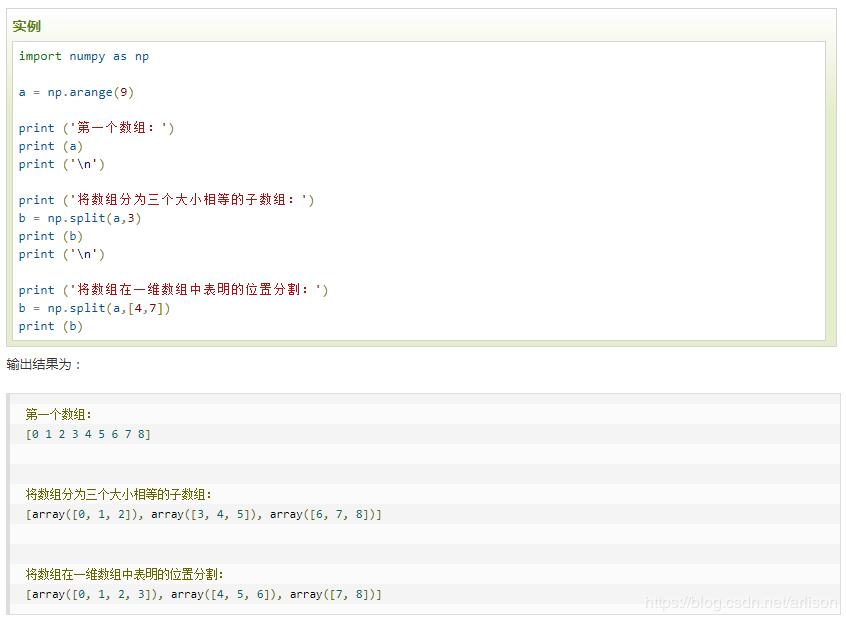 实例
import numpy as np
a = np.arange(9)
print ('第一个数组：')
print (a)
print ('\n')
print ('将数组分为三个大小相等的子数组：')
b = np.split(a,3)
print (b)
print ('\n')
print ('将数组在一维数组中表明的位置分割：')
b = np.split(a,[4,7])
print (b)
输出结果为：
第一个数组：
[0 1 2 3 4 5 6 7 8]
将数组分为三个大小相等的子数组：
[array([0, 1, 2]), array([3, 4, 5]), array([6, 7, 8])]
将数组在一维数组中表明的位置分割：
[array([0, 1, 2, 3]), array([4, 5, 6]), array([7, 8])]
https://blog.csdn.net/arlison